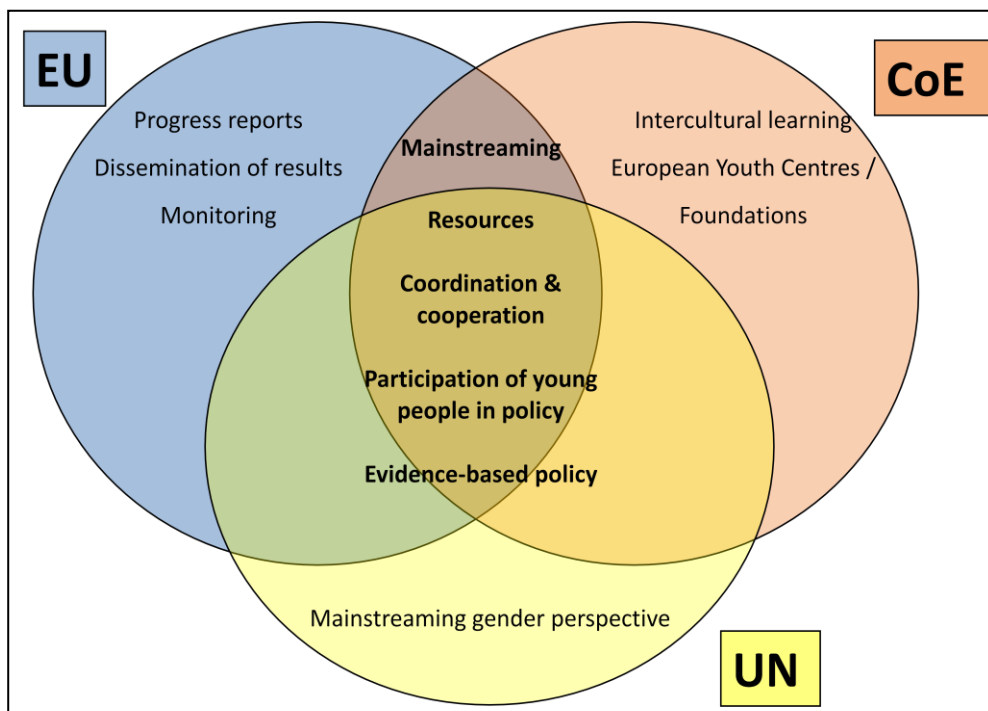 EU
CoE
Progress reports
Dissemination of results
Monitoring
Mainstreaming
Intercultural learning
European Youth Centres /
Foundations
Resources
Coordination &
cooperation
Participation of young
people in policy
Evidence-based policy
Mainstreaming gender perspective
UN